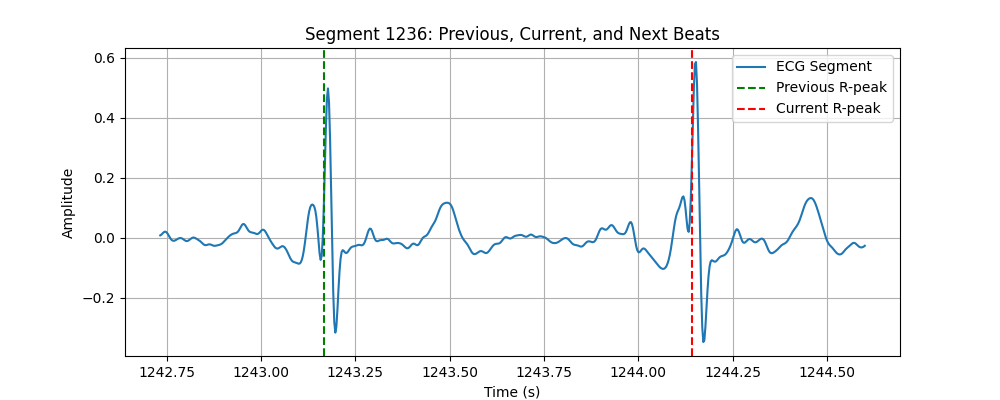 Segment 1236: Previous, Current, and Next Beats
ECG Segment
Previous R-peak
Current R-peak
Amplitude
0.6
0.4
0.2
0.0
−0.2
1242.75 1243.00 1243.25 1243.50 1243.75 1244.00 1244.25 1244.50
Time (s)